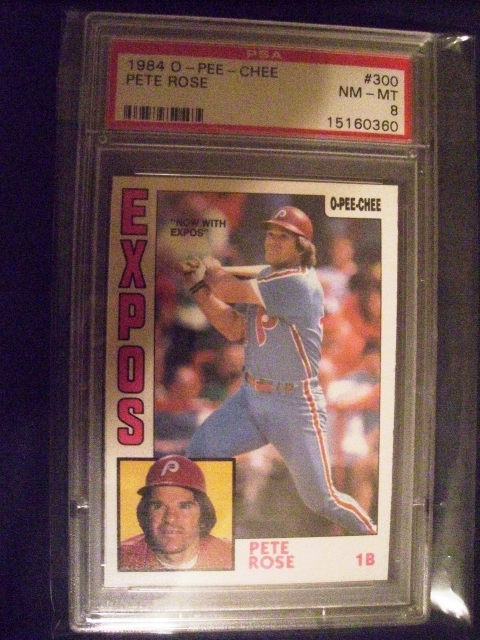 PSA
1984 O-PEE-CHEE #300
PETE ROSE NM-MT
8
15160360
O-PEE-CHEE
EXPOS
"NOW WITH
EXPOS"
P
P
PETE
ROSE
1B